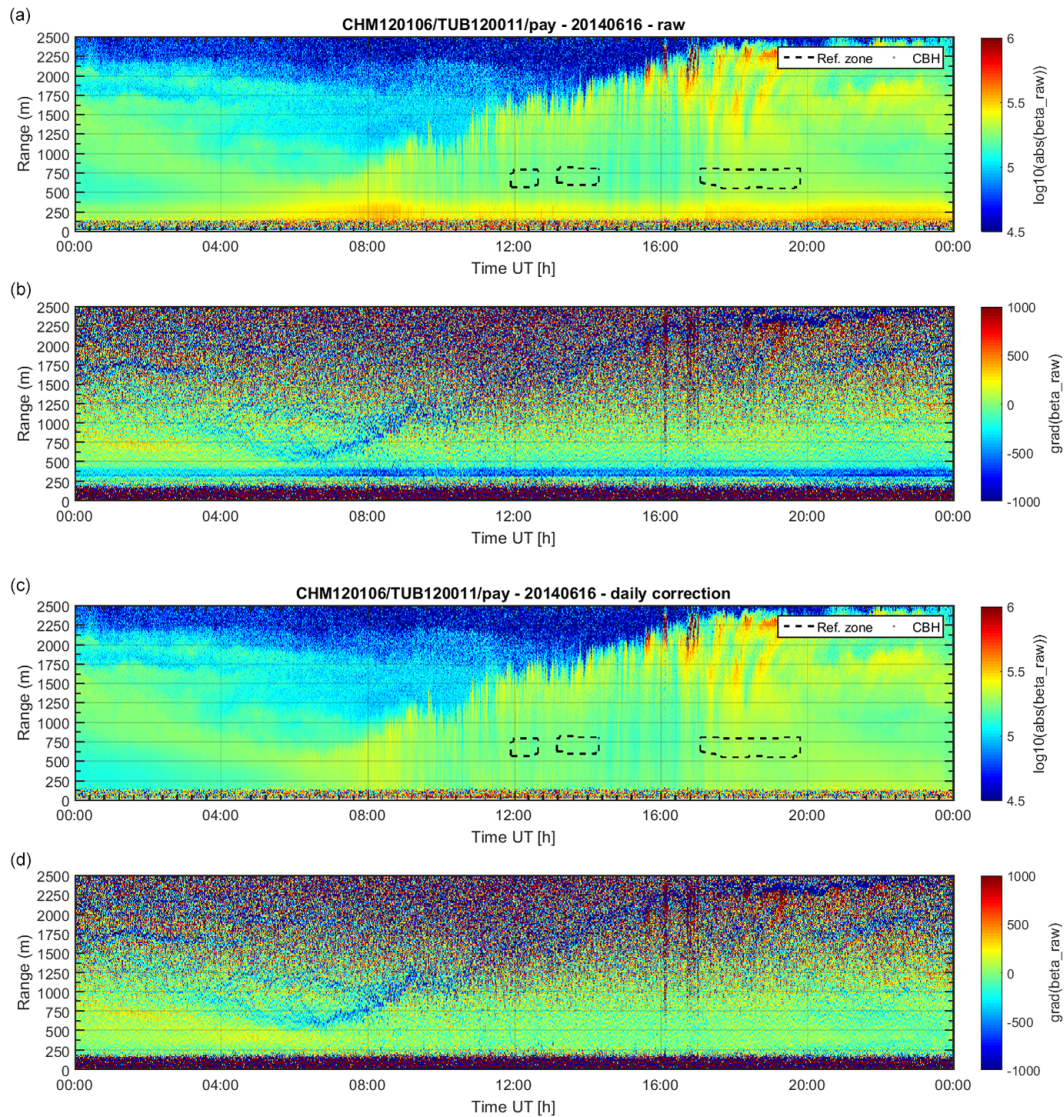 (a)
CHM120106/TUB120011/pay - 20140616 - raw
2500
2250
2000
1750
1500
1250
1000
750
500
250
0
Range (m)
Ref. zone CBH
00:00 04:00 08:00 12:00 16:00 20:00 00:00
Time UT [h]
6
5.5
5
4.5
log10(abs(beta_raw))
(b)
2500
2250
2000
1750
1500
1250
1000
750
500
250
0
Range (m)
00:00 04:00 08:00 12:00 16:00 20:00 00:00
Time UT [h]
1000
500
0
-500
-1000
grad(beta_raw)
(c)
CHM120106/TUB120011/pay - 20140616 - daily correction
2500
2250
2000
1750
1500
1250
1000
750
500
250
0
Range (m)
Ref. zone CBH
00:00 04:00 08:00 12:00 16:00 20:00 00:00
Time UT [h]
6
5.5
5
4.5
log10(abs(beta_raw))
(d)
2500
2250
2000
1750
1500
1250
1000
750
500
250
0
Range (m)
00:00 04:00 08:00 12:00 16:00 20:00 00:00
Time UT [h]
1000
500
0
-500
-1000
grad(beta_raw)